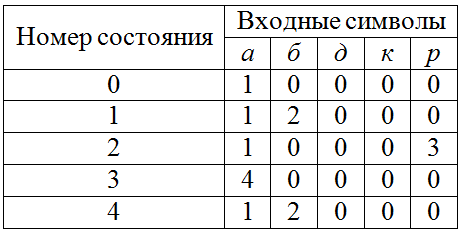 Номер состояния Входные символы
а б д к р
0 1 0 0 0 0
1 1 2 0 0 0
2 1 0 0 0 3
3 4 0 0 0 0
4 1 2 0 0 0